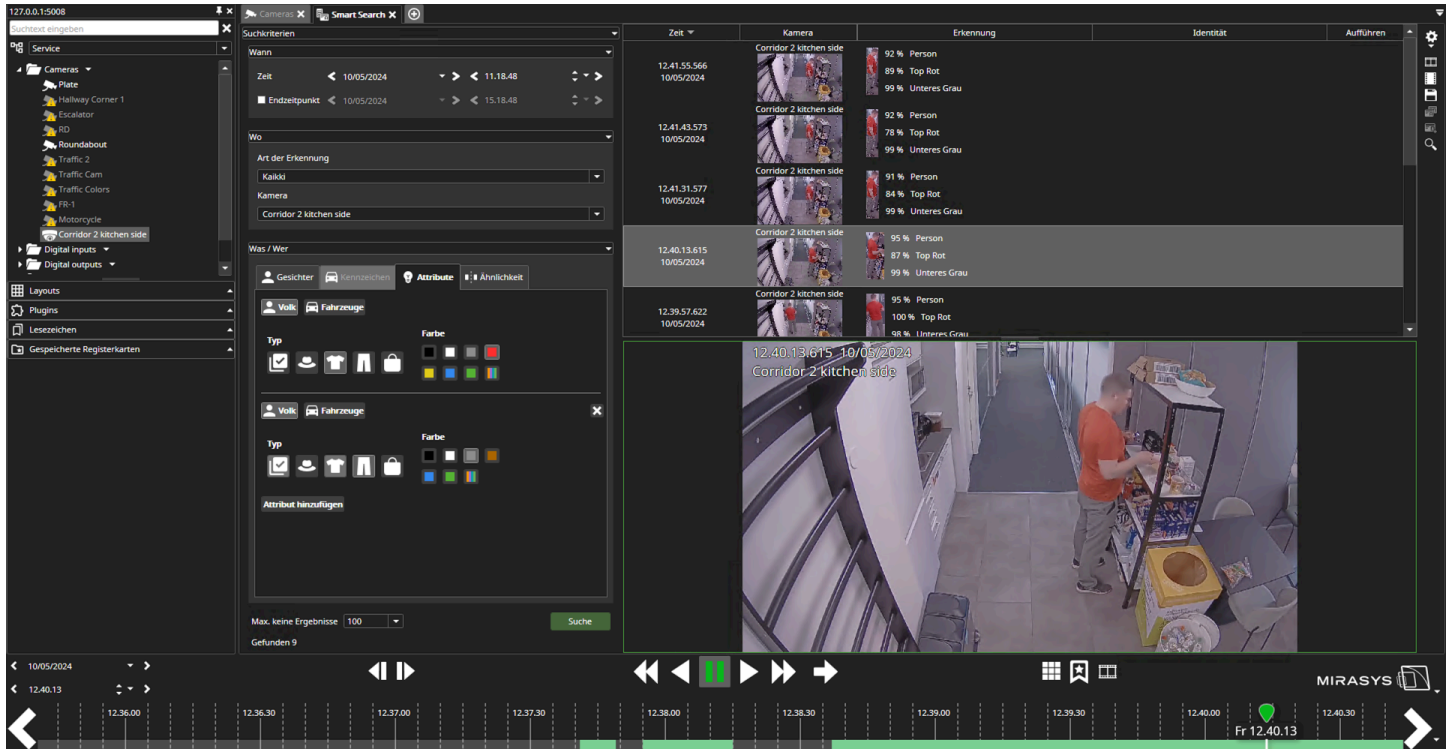 127.0.0.1:5008
Suchtext eingeben
Service
Cameras
Plate
Hallway Corner 1
Escalator
RD
Roundabout
Traffic 2
Traffic Cam
Traffic Colors
FR-1
Motorcycle
Corridor 2 kitchen side
Digital inputs
Digital outputs
Layouts
Plugins
Lesezeichen
Gespeicherte Registerkarten
Cameras
Smart Search
Suchkriterien
Wann
Zeit 10/05/2024 11.18.48
Endzeitpunkt 10/05/2024 15.18.48
Wo
Art der Erkennung
Kaikki
Kamera
Corridor 2 kitchen side
Was / Wer
Gesichter Kennzeichen Attribute Ähnlichkeit
Volk Fahrzeuge
Typ Farbe
Volk Fahrzeuge
Typ Farbe
Attribut hinzufügen
Max. keine Ergebnisse 100 Suche
Gefunden 9
Zeit Kamera Erkennung Identität Aufführen
Corridor 2 kitchen side
12.41.55.566
10/05/2024
92 % Person
89 % Top Rot
99 % Unteres Grau
Corridor 2 kitchen side
12.41.43.573
10/05/2024
92 % Person
78 % Top Rot
99 % Unteres Grau
Corridor 2 kitchen side
12.41.31.577
10/05/2024
91 % Person
84 % Top Rot
99 % Unteres Grau
Corridor 2 kitchen side
12.40.13.615
10/05/2024
95 % Person
87 % Top Rot
99 % Unteres Grau
Corridor 2 kitchen side
12.39.57.622
10/05/2024
95 % Person
100 % Top Rot
98 % Unteres Grau
12.40.13.615 10/05/2024
Corridor 2 kitchen side
10/05/2024
12.40.13
MIRASYS
12.36.00 12.36.30 12.37.00 12.37.30 12.38.00 12.38.30 12.39.00 12.39.30 12.40.00 12.40.30
Fr 12.40.13